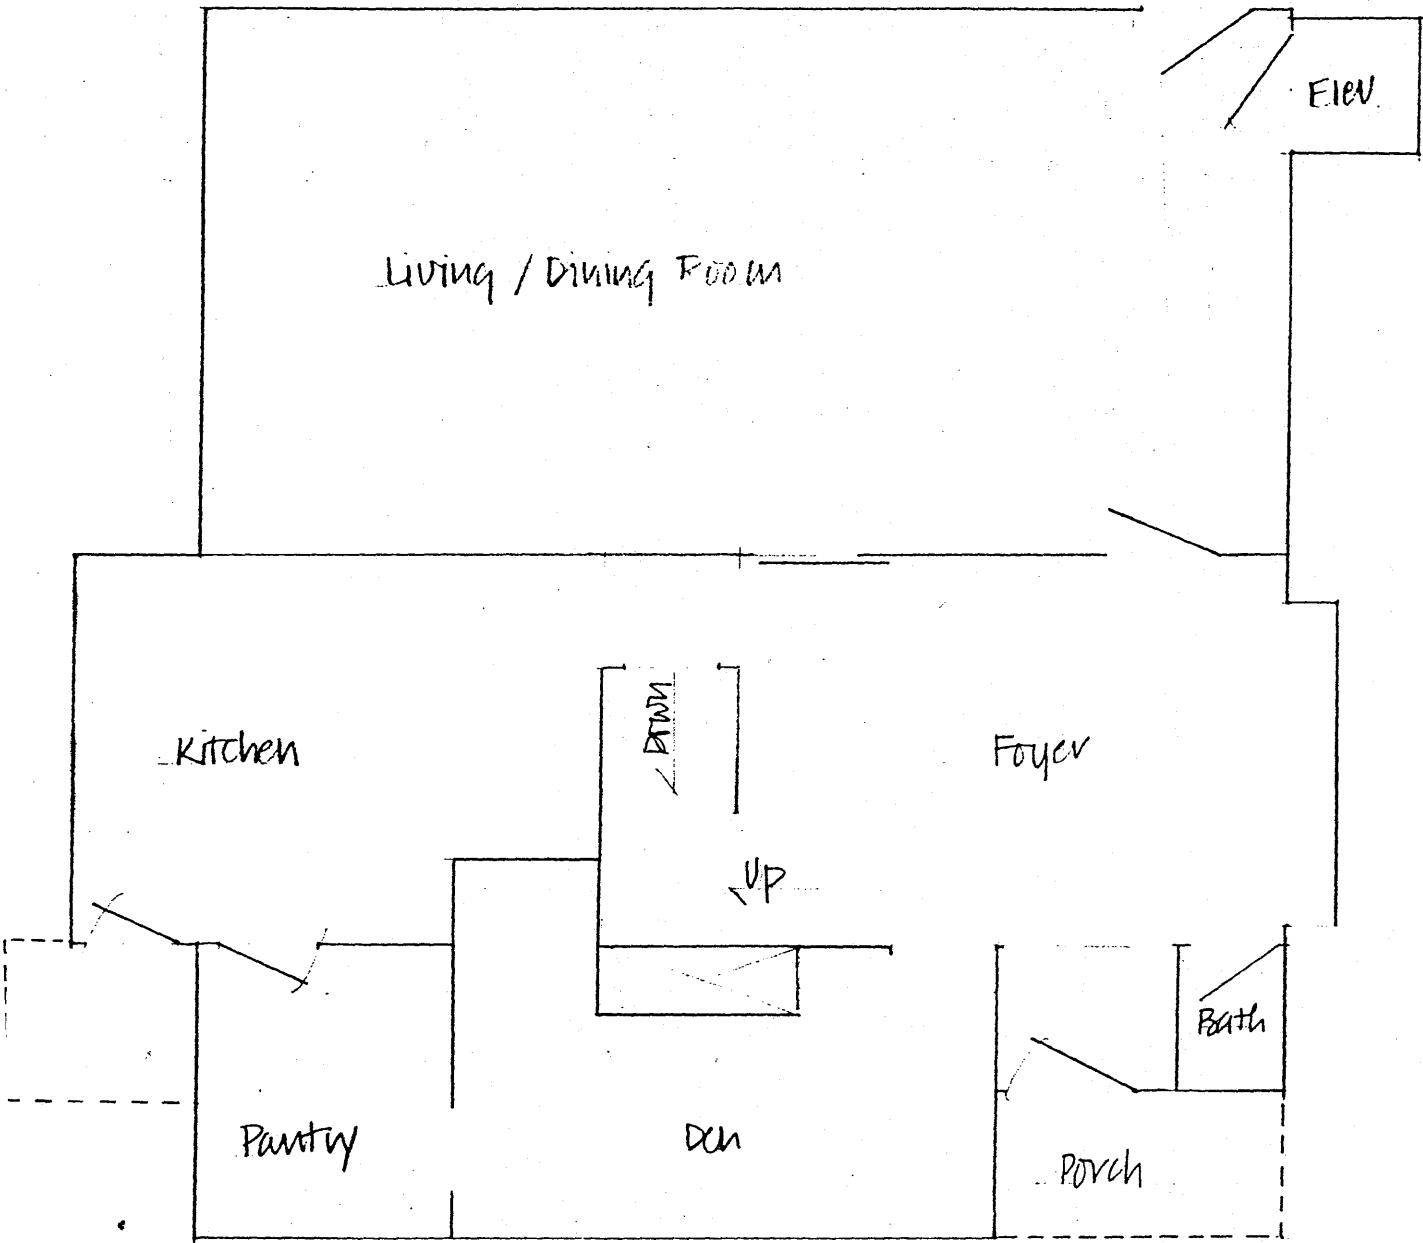 Elev.
Living / Dining Room
Down
Kitchen
Foyer
UP
Bath
Pantry
Den
Porch